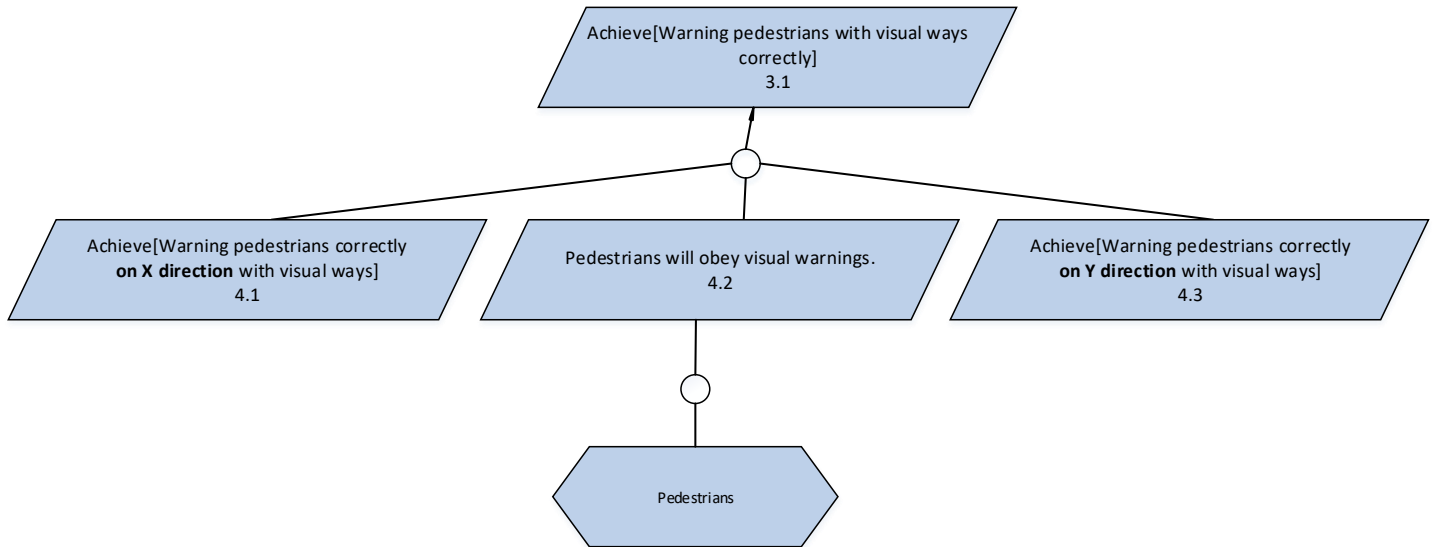 Achieve[Warning pedestrians with visual ways
correctly]
3.1
Achieve[Warning pedestrians correctly
on X direction with visual ways]
4.1
Pedestrians will obey visual warnings.
4.2
Achieve[Warning pedestrians correctly
on Y direction with visual ways]
4.3
Pedestrians